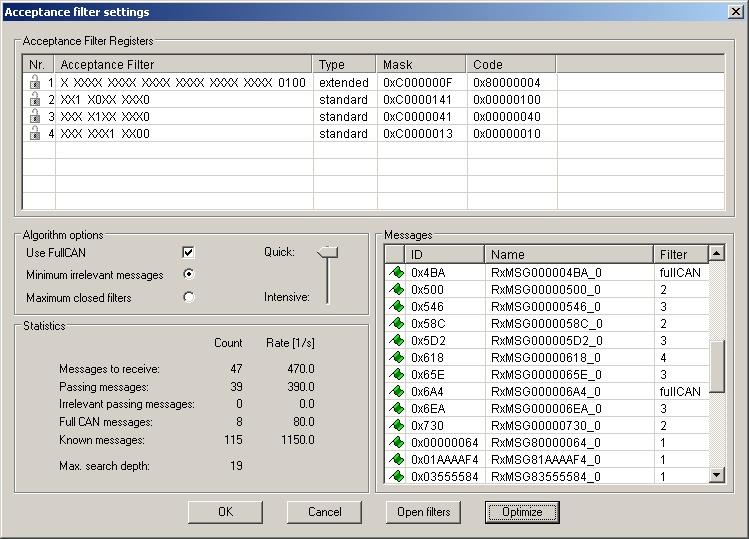 Acceptance filter settings
Acceptance Filter Registers
Nr. Acceptance Filter Type Mask Code
1 X XXXX XXXX XXXX XXXX XXXX XXXX 0100 extended 0xC000000F 0x80000004
2 XX1 X0XX XXX0 standard 0xC0000141 0x00000100
3 XXX X1XX XXX0 standard 0xC0000041 0x00000040
4 XXX XXX1 XX00 standard 0xC0000013 0x00000010
Algorithm options
Use FullCAN
Minimum irrelevant messages
Maximum closed filters
Quick:
Intensive:
Statistics
Count Rate [1/s]
Messages to receive: 47 470.0
Passing messages: 39 390.0
Irrelevant passing messages: 0 0.0
Full CAN messages: 8 80.0
Known messages: 115 1150.0
Max. search depth: 19
Messages
ID Name Filter
0x4BA RxMSG000004BA_0 fullCAN
0x500 RxMSG00000500_0 2
0x546 RxMSG00000546_0 3
0x58C RxMSG0000058C_0 2
0x5D2 RxMSG000005D2_0 3
0x618 RxMSG00000618_0 4
0x65E RxMSG0000065E_0 3
0x6A4 RxMSG000006A4_0 fullCAN
0x6EA RxMSG000006EA_0 3
0x730 RxMSG00000730_0 2
0x00000064 RxMSG80000064_0 1
0x01AAAAF4 RxMSG81AAAAF4_0 1
0x03555584 RxMSG83555584_0 1
OK Cancel Open filters Optimize